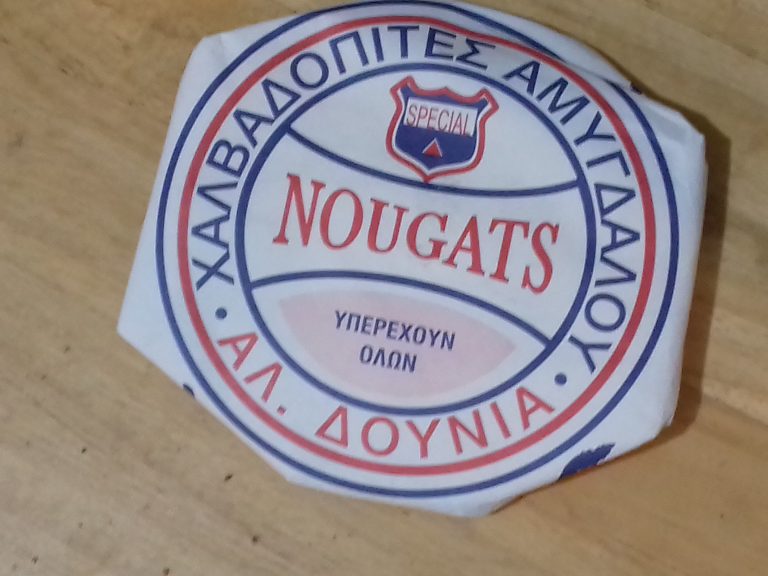 ΧΑΛΒΑΔΟΠΙΤΕΣ ΑΜΥΓΔΑΛΟΥ
SPECIAL
NOUGATS
ΥΠΕΡΕΧΟΥΝ
ΟΛΩΝ
• ΑΛ. ΔΟΥΝΙΑ •